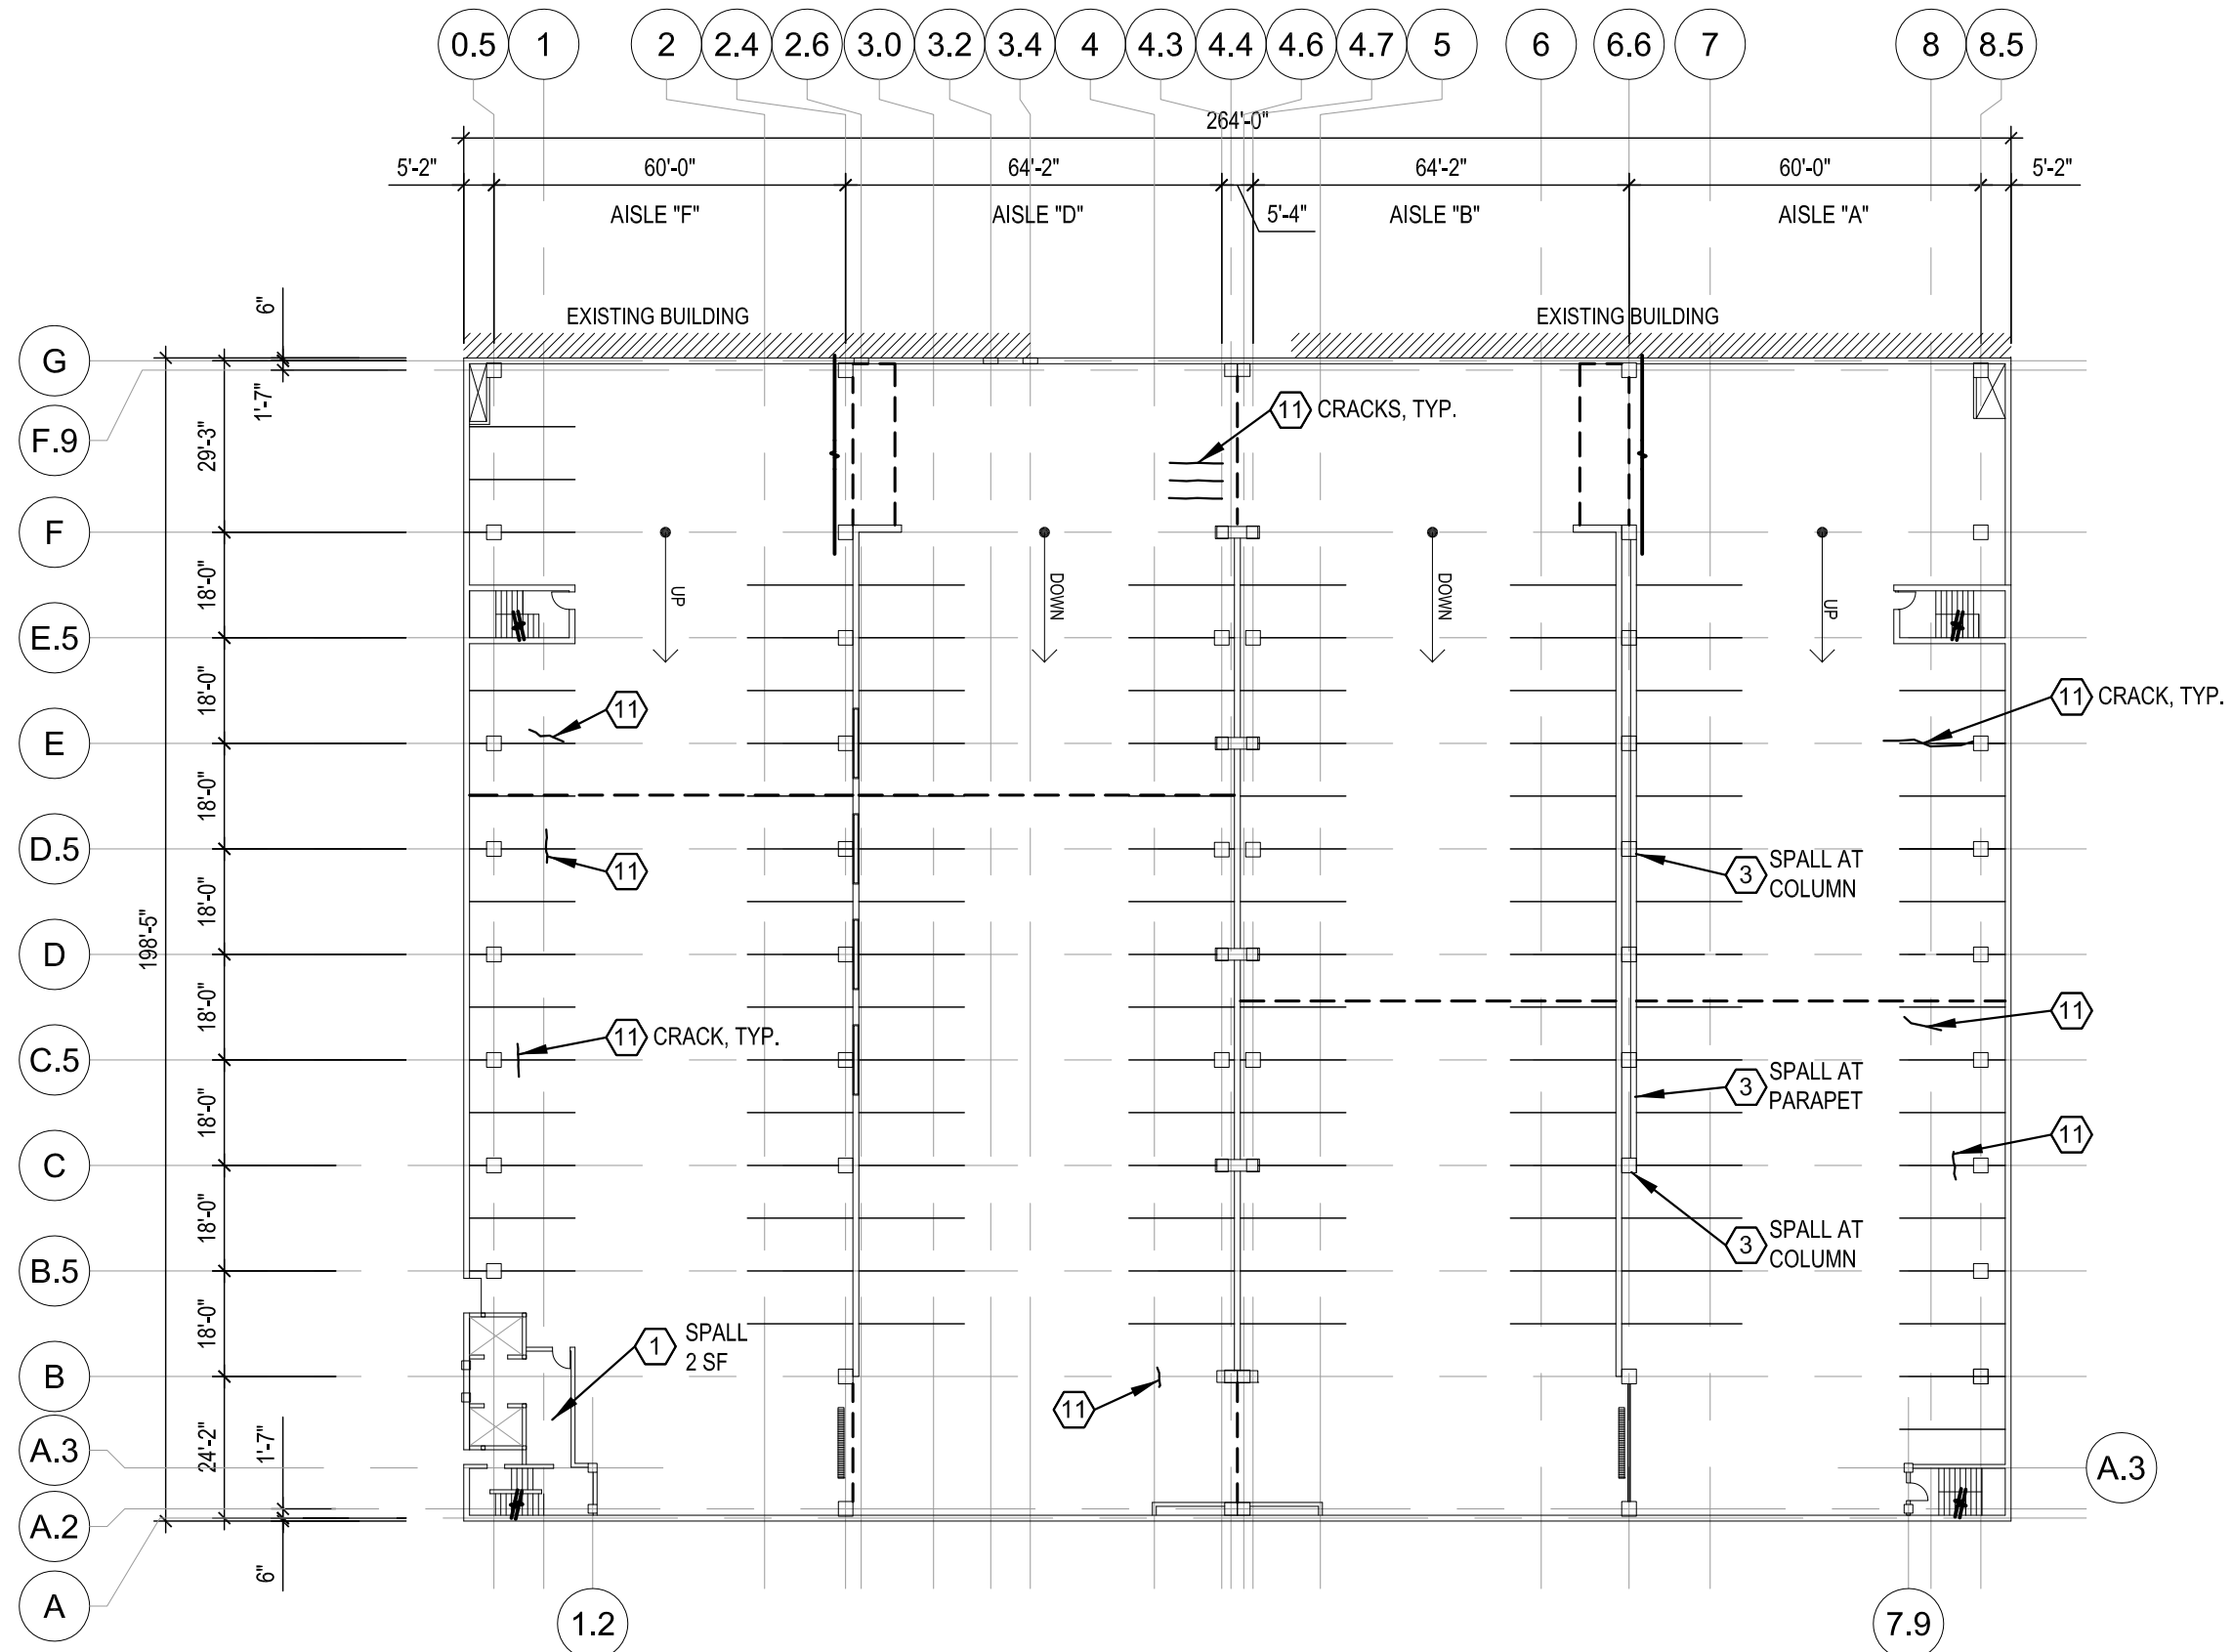 0.5 1 2 2.4 2.6 3.0 3.2 3.4 4 4.3 4.4 4.6 4.7 5 6 6.6 7 8 8.5
264'-0"
5'-2" 60'-0" 64'-2" 64'-2" 60'-0" 5'-2"
AISLE "F" AISLE "D" 5'-4" AISLE "B" AISLE "A"
EXISTING BUILDING EXISTING BUILDING
6"
G
1'-7"
F.9
11 CRACKS, TYP.
29'-3"
F
UP DOWN DOWN UP
18'-0"
E.5
18'-0"
11
11 CRACK, TYP.
E
18'-0"
D.5
11
3 SPALL AT
COLUMN
18'-0"
198'-5"
D
18'-0"
11
11 CRACK, TYP.
C.5
3 SPALL AT
PARAPET
18'-0"
11
C
18'-0"
3 SPALL AT
COLUMN
B.5
18'-0"
1 SPALL
2 SF
B
11
24'-2"
1'-7"
A.3 A.3
A.2
6"
A
1.2 7.9